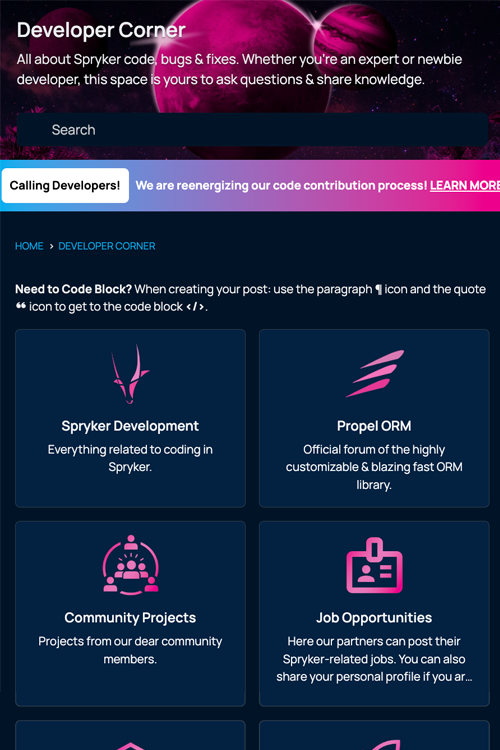 Developer Corner
All about Spryker code, bugs & fixes. Whether you're an expert or newbie
developer, this space is yours to ask questions & share knowledge.
Search
Calling Developers! We are reenergizing our code contribution process! LEARN MORE
HOME > DEVELOPER CORNER
Need to Code Block? When creating your post: use the paragraph ¶ icon and the quote
❝ icon to get to the code block </>.
Spryker Development
Everything related to coding in
Spryker.
Propel ORM
Official forum of the highly
customizable & blazing fast ORM
library.
Community Projects
Projects from our dear community
members.
Job Opportunities
Here our partners can post their
Spryker-related jobs. You can also
share your personal profile if you ar...